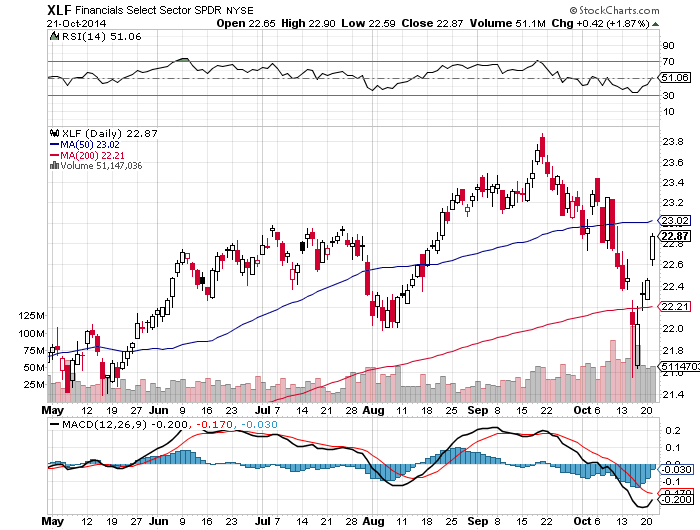 XLF Financials Select Sector SPDR NYSE © StockCharts.com
21-Oct-2014 Open 22.65 High 22.90 Low 22.59 Close 22.87 Volume 51.1M Chg +0.42 (+1.87%)
RSI(14) 51.06
90
70
51.06
30
10
XLF (Daily) 22.87
MA(50) 23.02
MA(200) 22.21
Volume 51,147,036
23.8
23.6
23.4
23.2
23.02
22.87
22.8
22.6
22.4
22.21
22.0
21.8
21.6
5114703
21.4
125M
100M
75M
50M
25M
May 12 19 27 Jun 9 16 23 Jul 7 14 21 28 Aug 11 18 25 Sep 8 15 22 Oct 6 13 20
MACD(12,26,9) -0.200, -0.170, -0.030
0.2
0.1
-0.030
-0.1
-0.170
-0.200
May 12 19 27 Jun 9 16 23 Jul 7 14 21 28 Aug 11 18 25 Sep 8 15 22 Oct 6 13 20